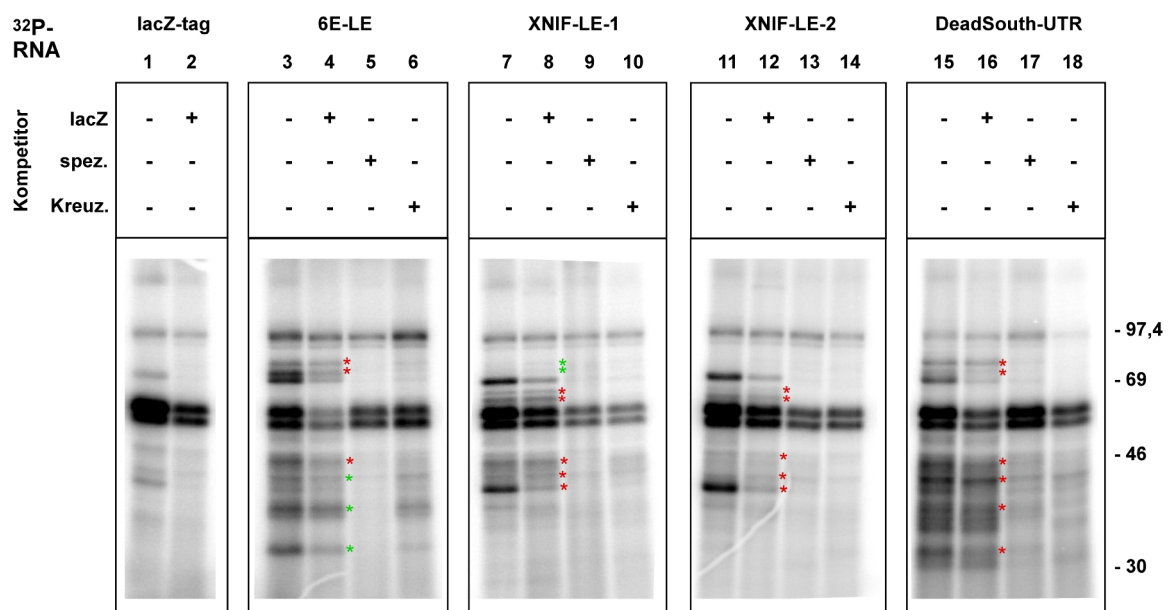 32P-RNA lacZ-tag 6E-LE XNIF-LE-1 XNIF-LE-2 DeadSouth-UTR
1 2 3 4 5 6 7 8 9 10 11 12 13 14 15 16 17 18
Kompetitor
lacZ - + - + - - - + - - - + - - - + - -
spez. - - - - + - - - + - - - + - - - + -
Kreuz. - - - - - + - - - + - - - + - - - +
- 97,4
* *
* * * *
- 69
* *
* *
- 46
* * * *
* * * *
* * *
* *
* *
- 30